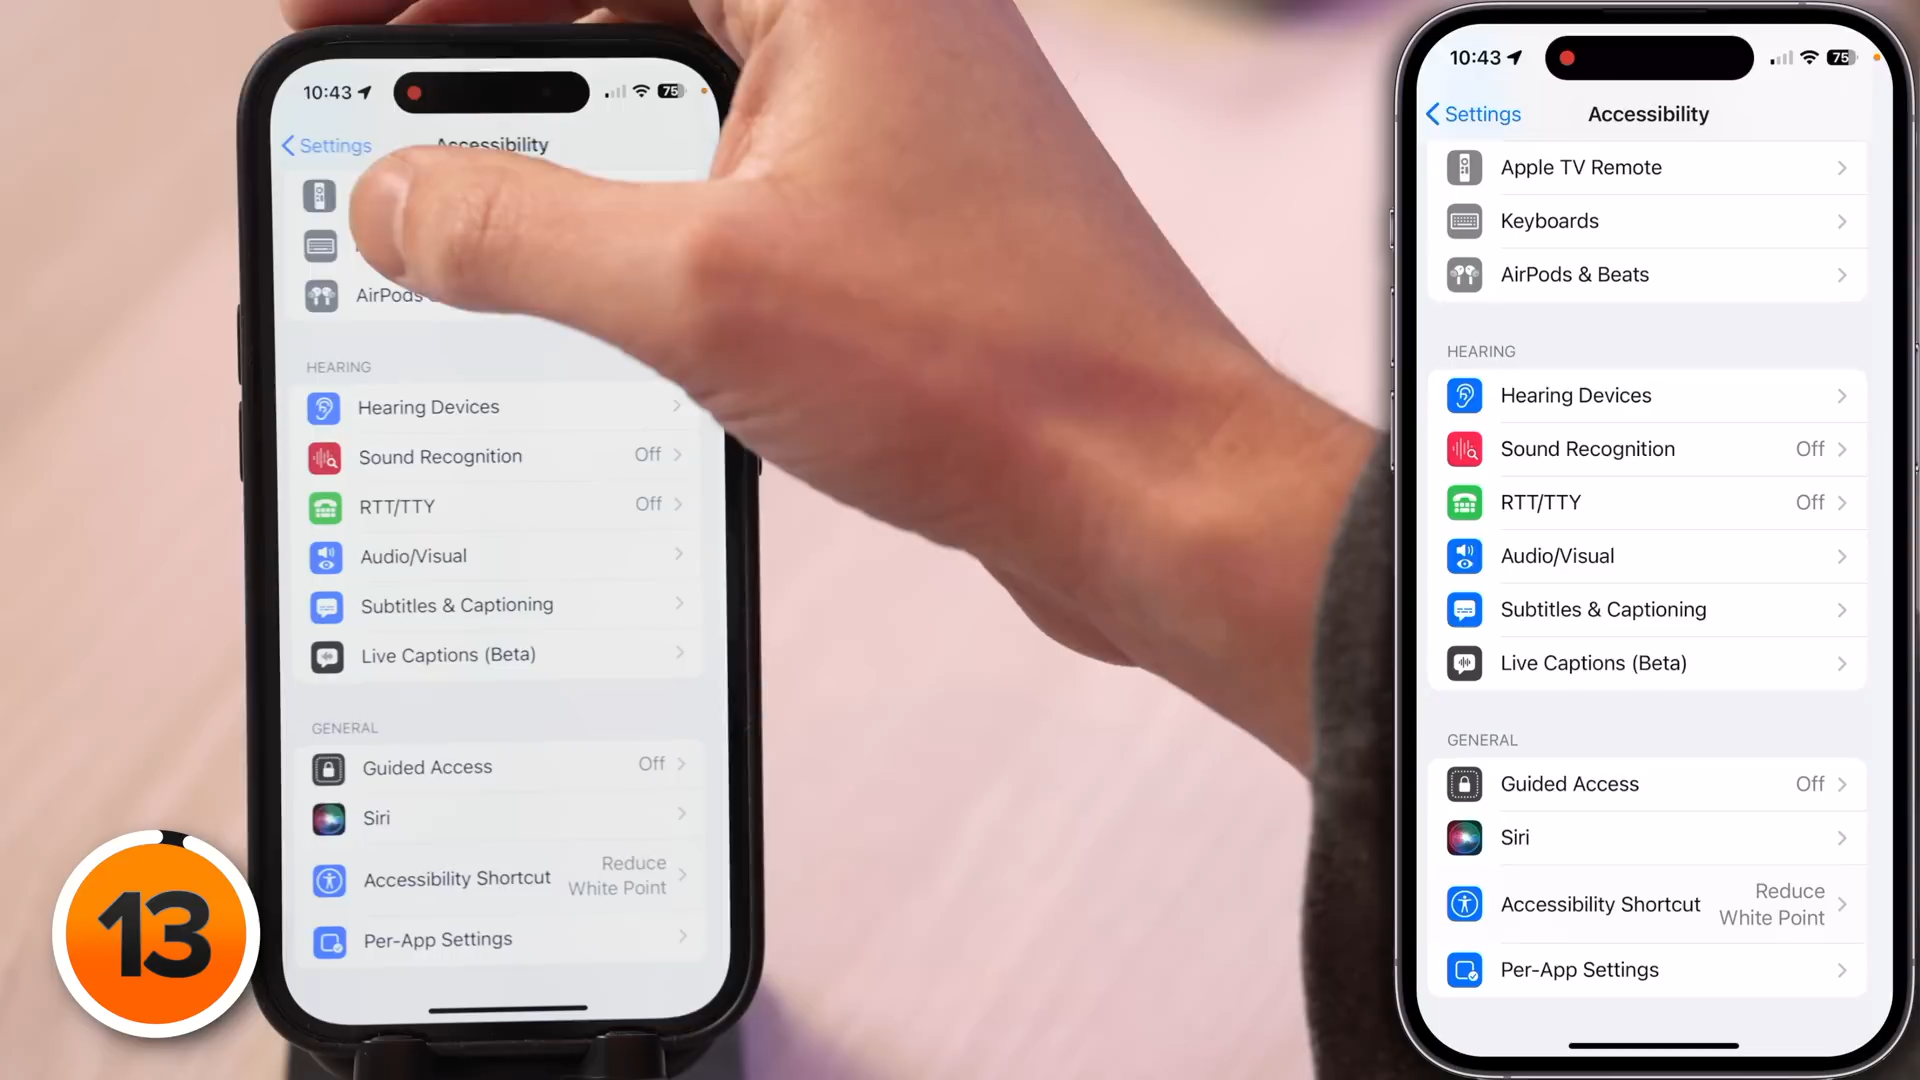 10:43
75
Settings
Accessibility
AirPods
HEARING
Hearing Devices
Sound Recognition Off
RTT/TTY Off
Audio/Visual
Subtitles & Captioning
Live Captions (Beta)
GENERAL
Guided Access Off
Siri
Accessibility Shortcut Reduce
White Point
Per-App Settings
13
10:43
75
Settings
Accessibility
Apple TV Remote
Keyboards
AirPods & Beats
HEARING
Hearing Devices
Sound Recognition Off
RTT/TTY Off
Audio/Visual
Subtitles & Captioning
Live Captions (Beta)
GENERAL
Guided Access Off
Siri
Accessibility Shortcut Reduce
White Point
Per-App Settings